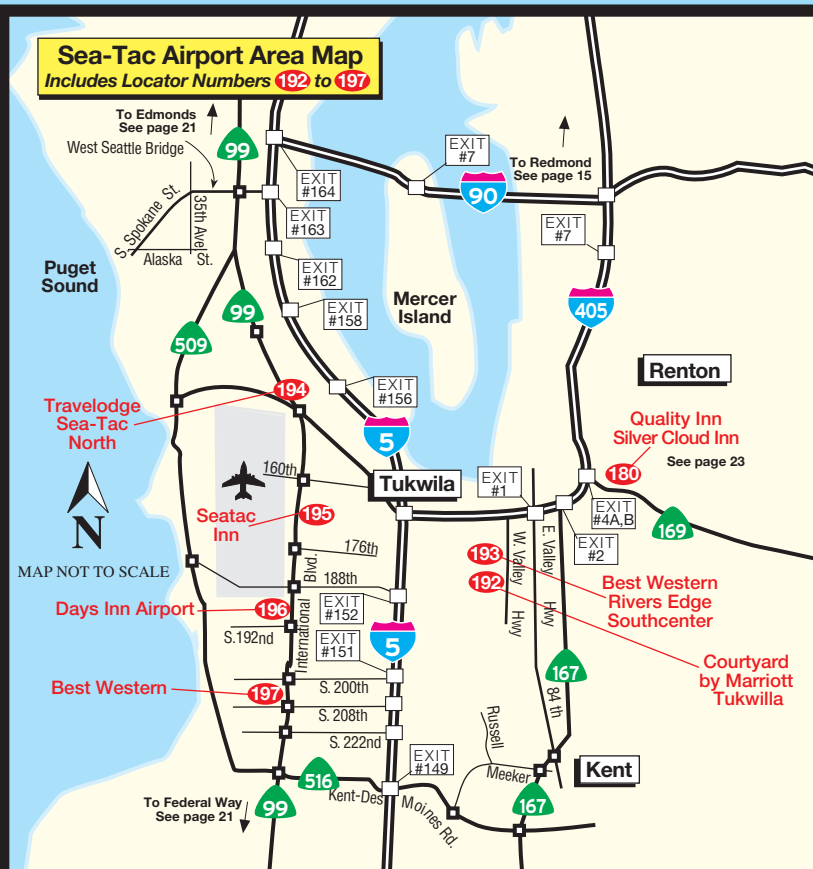 Sea-Tac Airport Area Map
Includes Locator Numbers 192 to 197
To Edmonds
See page 21
West Seattle Bridge
99
EXIT
#164
EXIT
#7
To Redmond
See page 15
90
S. Spokane St.
35th Ave
Alaska St.
EXIT
#163
EXIT
#7
EXIT
#162
Puget
Sound
99
EXIT
#158
Mercer
Island
405
509
Renton
EXIT
#156
194
Travelodge
Sea-Tac
North
5
Quality Inn
Silver Cloud Inn
See page 23
180
160th
Tukwila
EXIT
#1
EXIT
#4A,B
169
N
MAP NOT TO SCALE
Seatac
Inn
195
EXIT
#2
W. Valley Hwy
E. Valley Hwy
176th
188th
International Blvd.
193
Best Western
Rivers Edge
Southcenter
192
Courtyard
by Marriott
Tukwilla
Days Inn Airport
196
EXIT
#152
S.192nd
5
EXIT
#151
167
Best Western
197
S. 200th
84 th
S. 208th
Russell
S. 222nd
EXIT
#149
Meeker
Kent
516
Kent-Des Moines Rd.
167
To Federal Way
See page 21
99